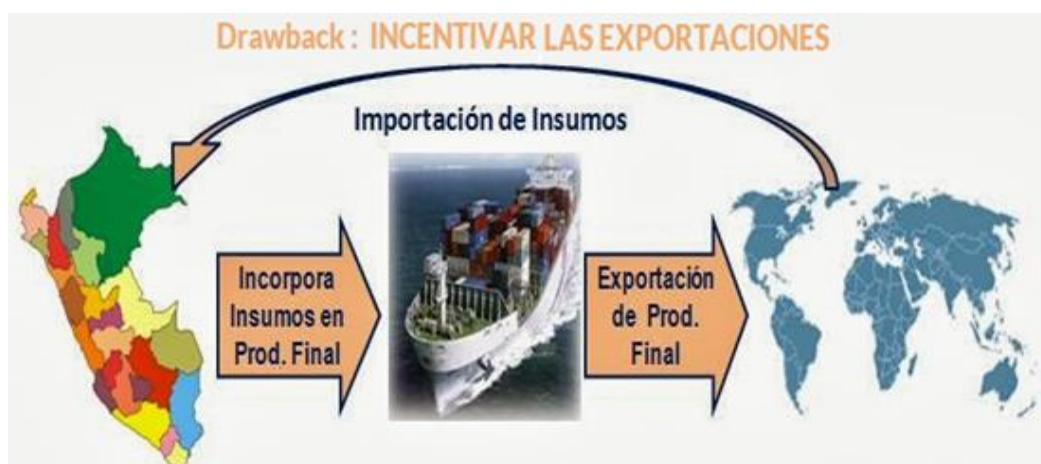 Drawback : INCENTIVAR LAS EXPORTACIONES
Importación de Insumos
Incorpora
Insumos en
Prod. Final
Exportación
de Prod.
Final